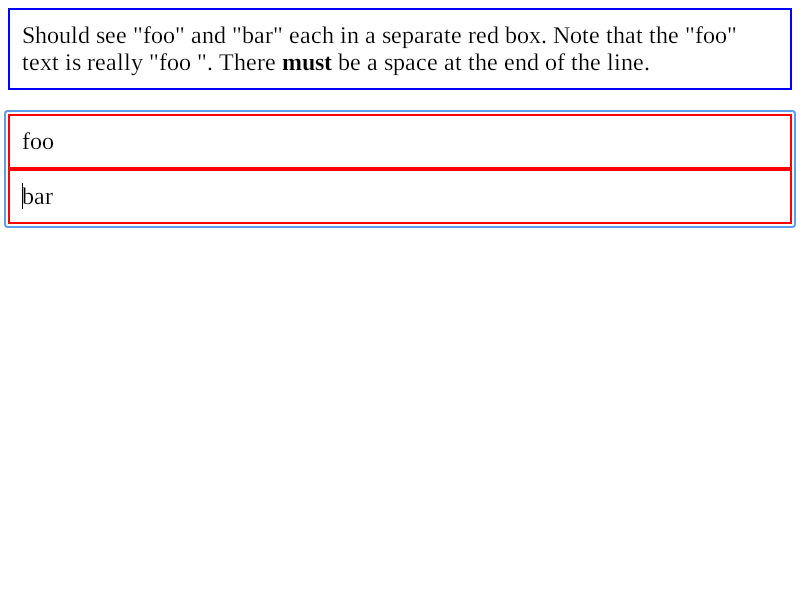 Should see "foo" and "bar" each in a separate red box. Note that the "foo"
text is really "foo ". There must be a space at the end of the line.
foo
bar